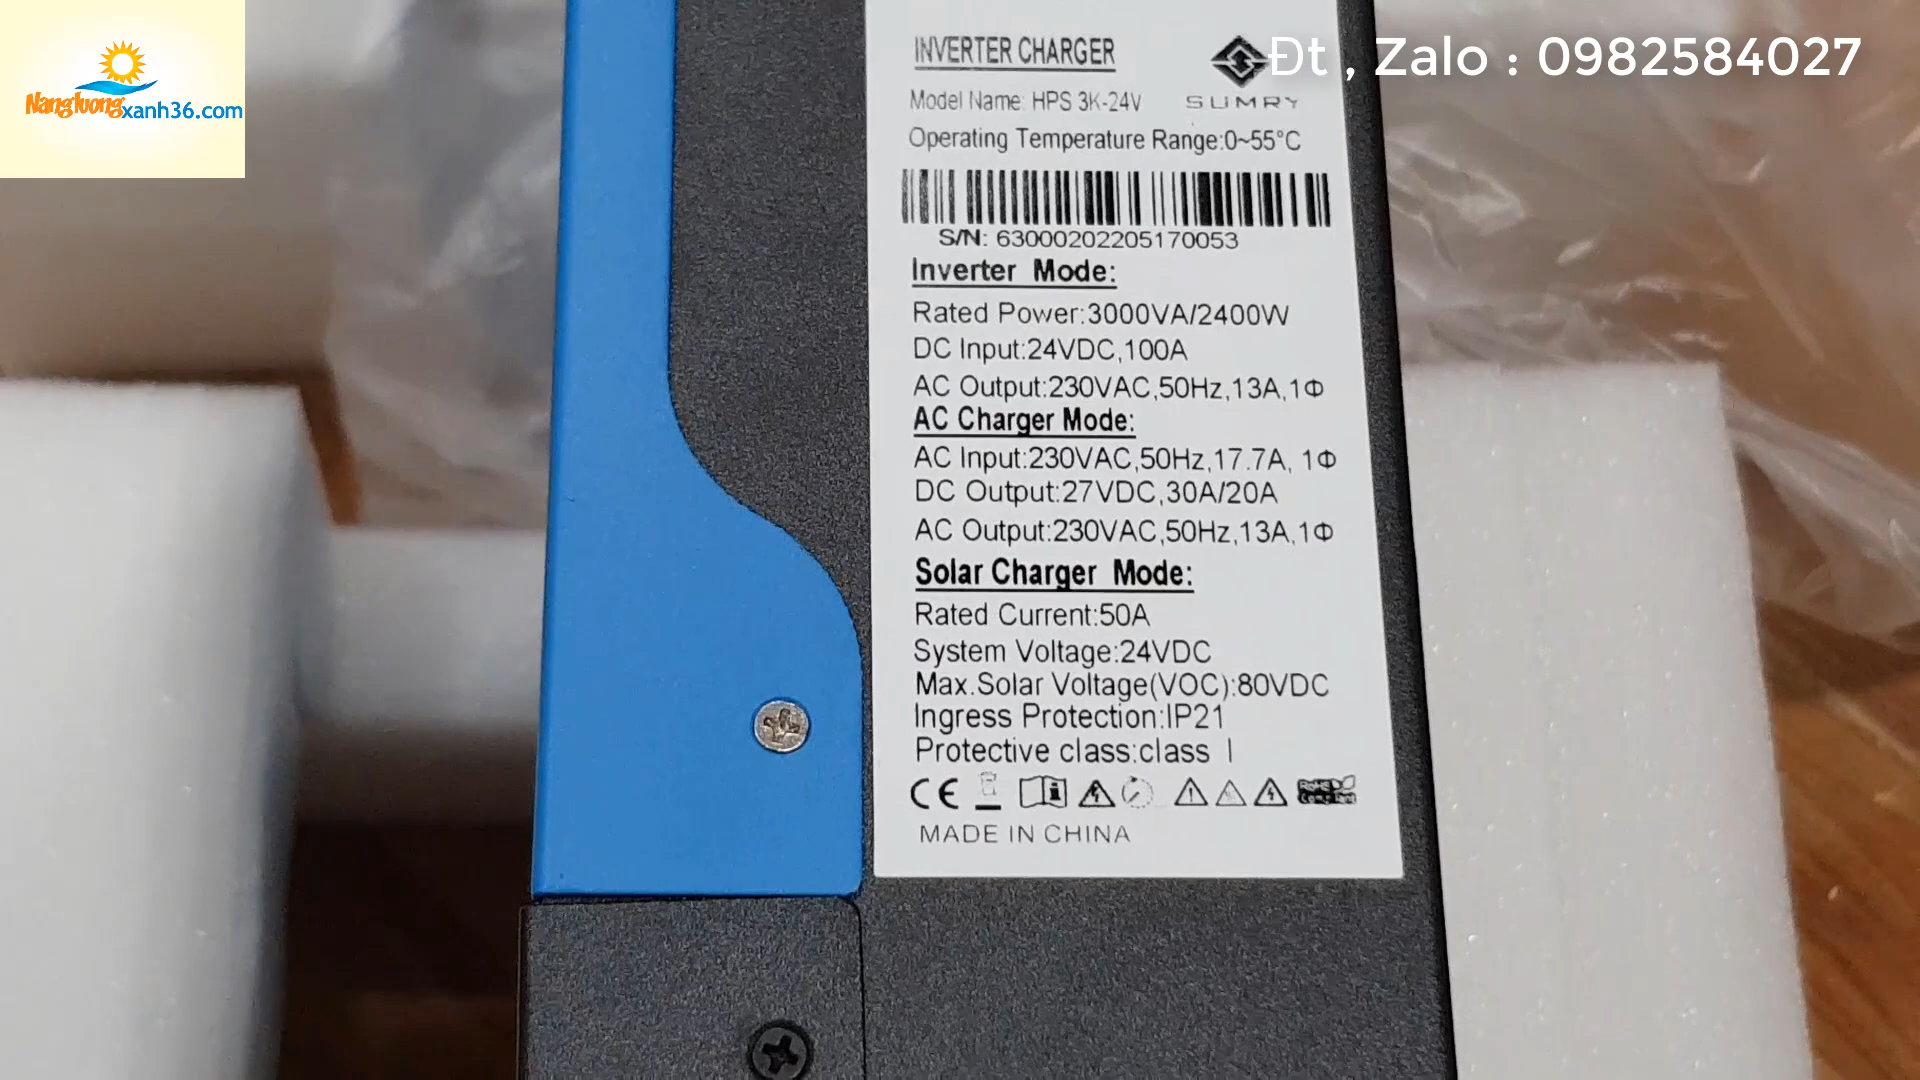 Nangluongxanh36.com
Đt , Zalo : 0982584027
INVERTER CHARGER
Model Name: HPS 3K-24V
SUMRY
Operating Temperature Range:0~55°C
S/N: 63000202205170053
Inverter Mode:
Rated Power:3000VA/2400W
DC Input:24VDC,100A
AC Output:230VAC,50Hz,13A,1Φ
AC Charger Mode:
AC Input:230VAC,50Hz,17.7A, 1Φ
DC Output:27VDC,30A/20A
AC Output:230VAC,50Hz,13A,1Φ
Solar Charger Mode:
Rated Current:50A
System Voltage:24VDC
Max.Solar Voltage(VOC):80VDC
Ingress Protection:IP21
Protective class:class I
CE
MADE IN CHINA